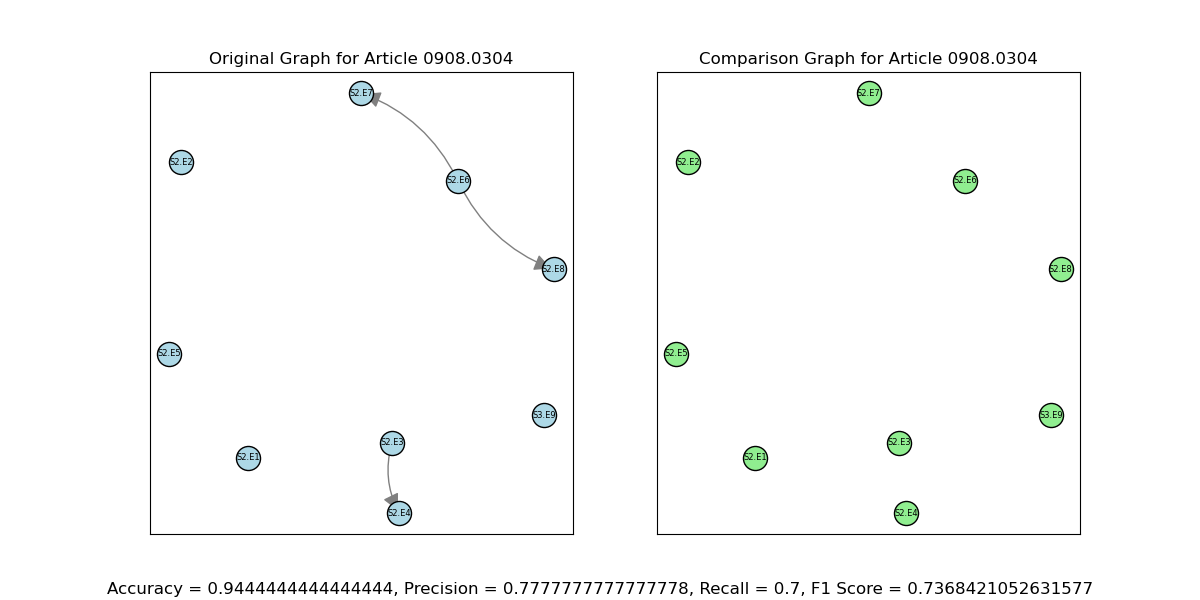 Original Graph for Article 0908.0304
S2.E7
S2.E2
S2.E6
S2.E8
S2.E5
S3.E9
S2.E3
S2.E1
S2.E4
Comparison Graph for Article 0908.0304
S2.E7
S2.E2
S2.E6
S2.E8
S2.E5
S3.E9
S2.E3
S2.E1
S2.E4
Accuracy = 0.9444444444444444, Precision = 0.7777777777777778, Recall = 0.7, F1 Score = 0.7368421052631577